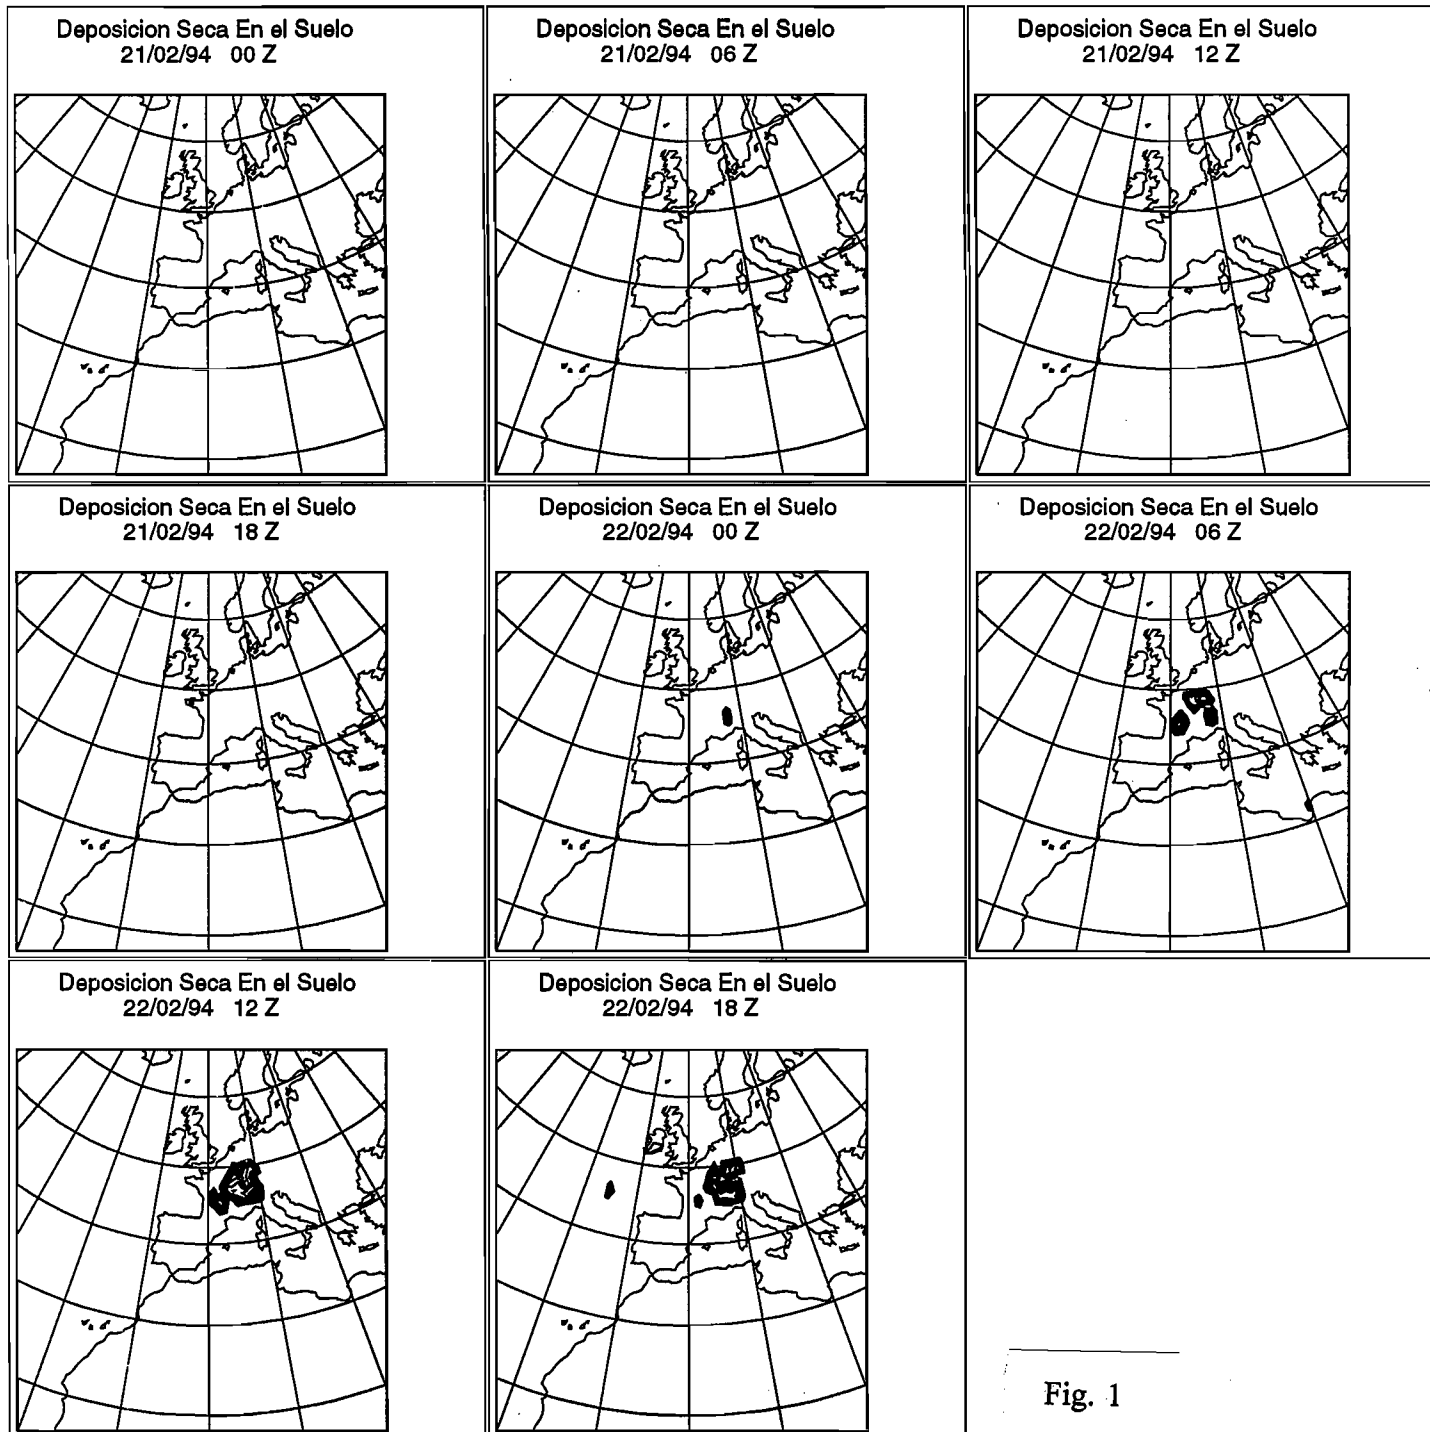 Deposicion Seca En el Suelo
21/02/94 00 Z
Deposicion Seca En el Suelo
21/02/94 06 Z
Deposicion Seca En el Suelo
21/02/94 12 Z
Deposicion Seca En el Suelo
21/02/94 18 Z
Deposicion Seca En el Suelo
22/02/94 00 Z
Deposicion Seca En el Suelo
22/02/94 06 Z
Deposicion Seca En el Suelo
22/02/94 12 Z
Deposicion Seca En el Suelo
22/02/94 18 Z
Fig. 1